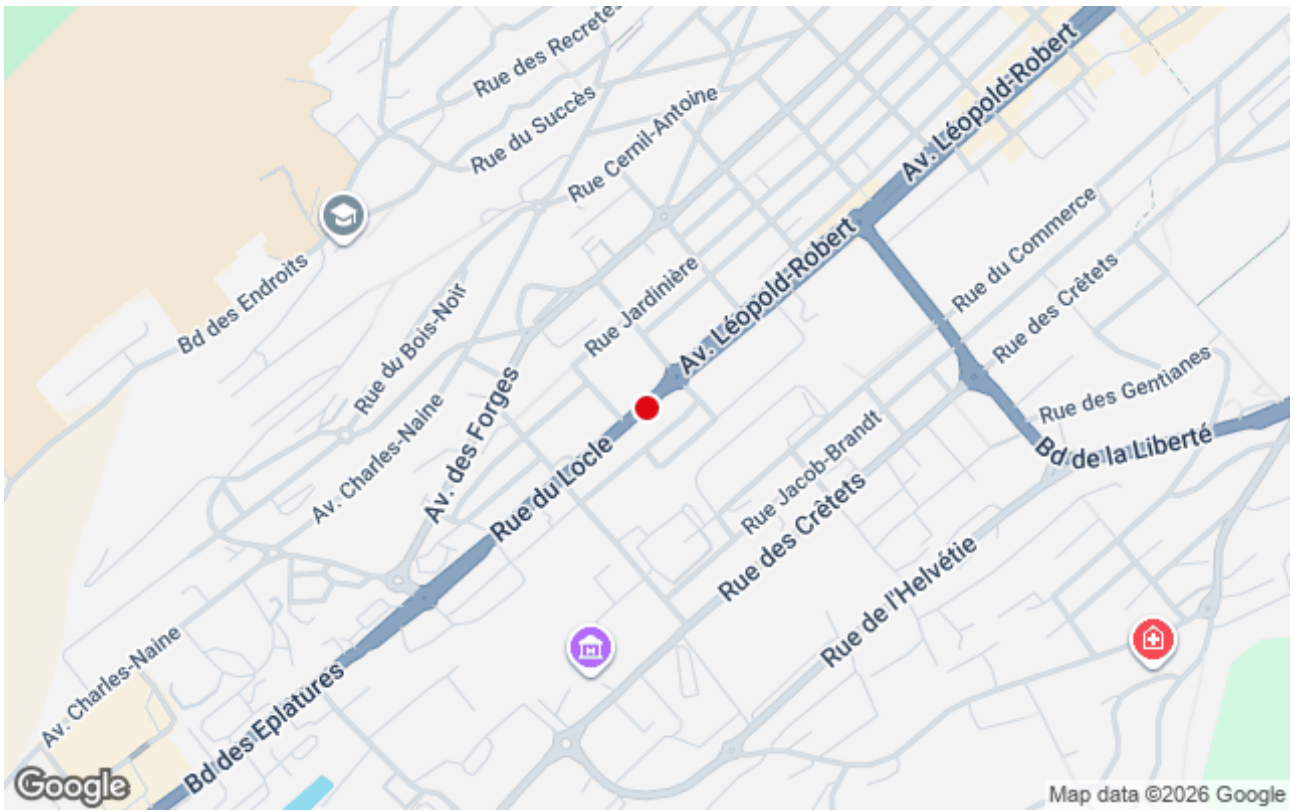 Rue des Recretes
Av. Léopold-Robert
Rue du Succès
Rue Cernil-Antoine
Av. Léopold-Robert
Rue du Commerce
Rue des Crêtets
Bd des Endroits
Rue du Bois-Noir
Rue Jardinière
Rue des Gentianes
Av. Charles-Naine
Av. des Forges
Rue du Locle
Rue Jacob-Brandt
Bd de la Liberté
Rue des Crêtets
Rue de l'Helvétie
Av. Charles-Naine
Bd des Eplatures
Google
Map data ©2026 Google